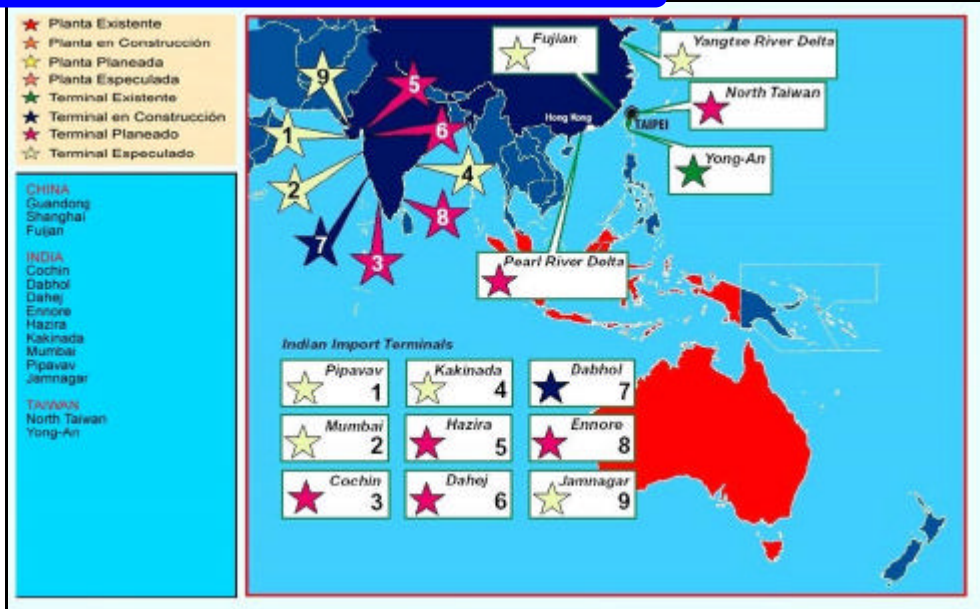 Planta Existente
Planta en Construcción
Planta Planeada
Planta Especulada
Terminal Existente
Terminal en Construcción
Terminal Planeado
Terminal Especulado
CHINA
Guandong
Shanghai
Fuijan
INDIA
Cochin
Dabhol
Dahej
Ennore
Hazira
Kakinada
Mumbai
Pipavav
Jamnagar
TAIWAN
North Taiwan
Yong-An
Fujian
Yangtse River Delta
North Taiwan
Hong Kong
TAIPEI
Yong-An
Pearl River Delta
9
5
1
6
2
4
7
3
8
Indian Import Terminals
Pipavav 1
Kakinada 4
Dabhol 7
Mumbai 2
Hazira 5
Ennore 8
Cochin 3
Dahej 6
Jamnagar 9